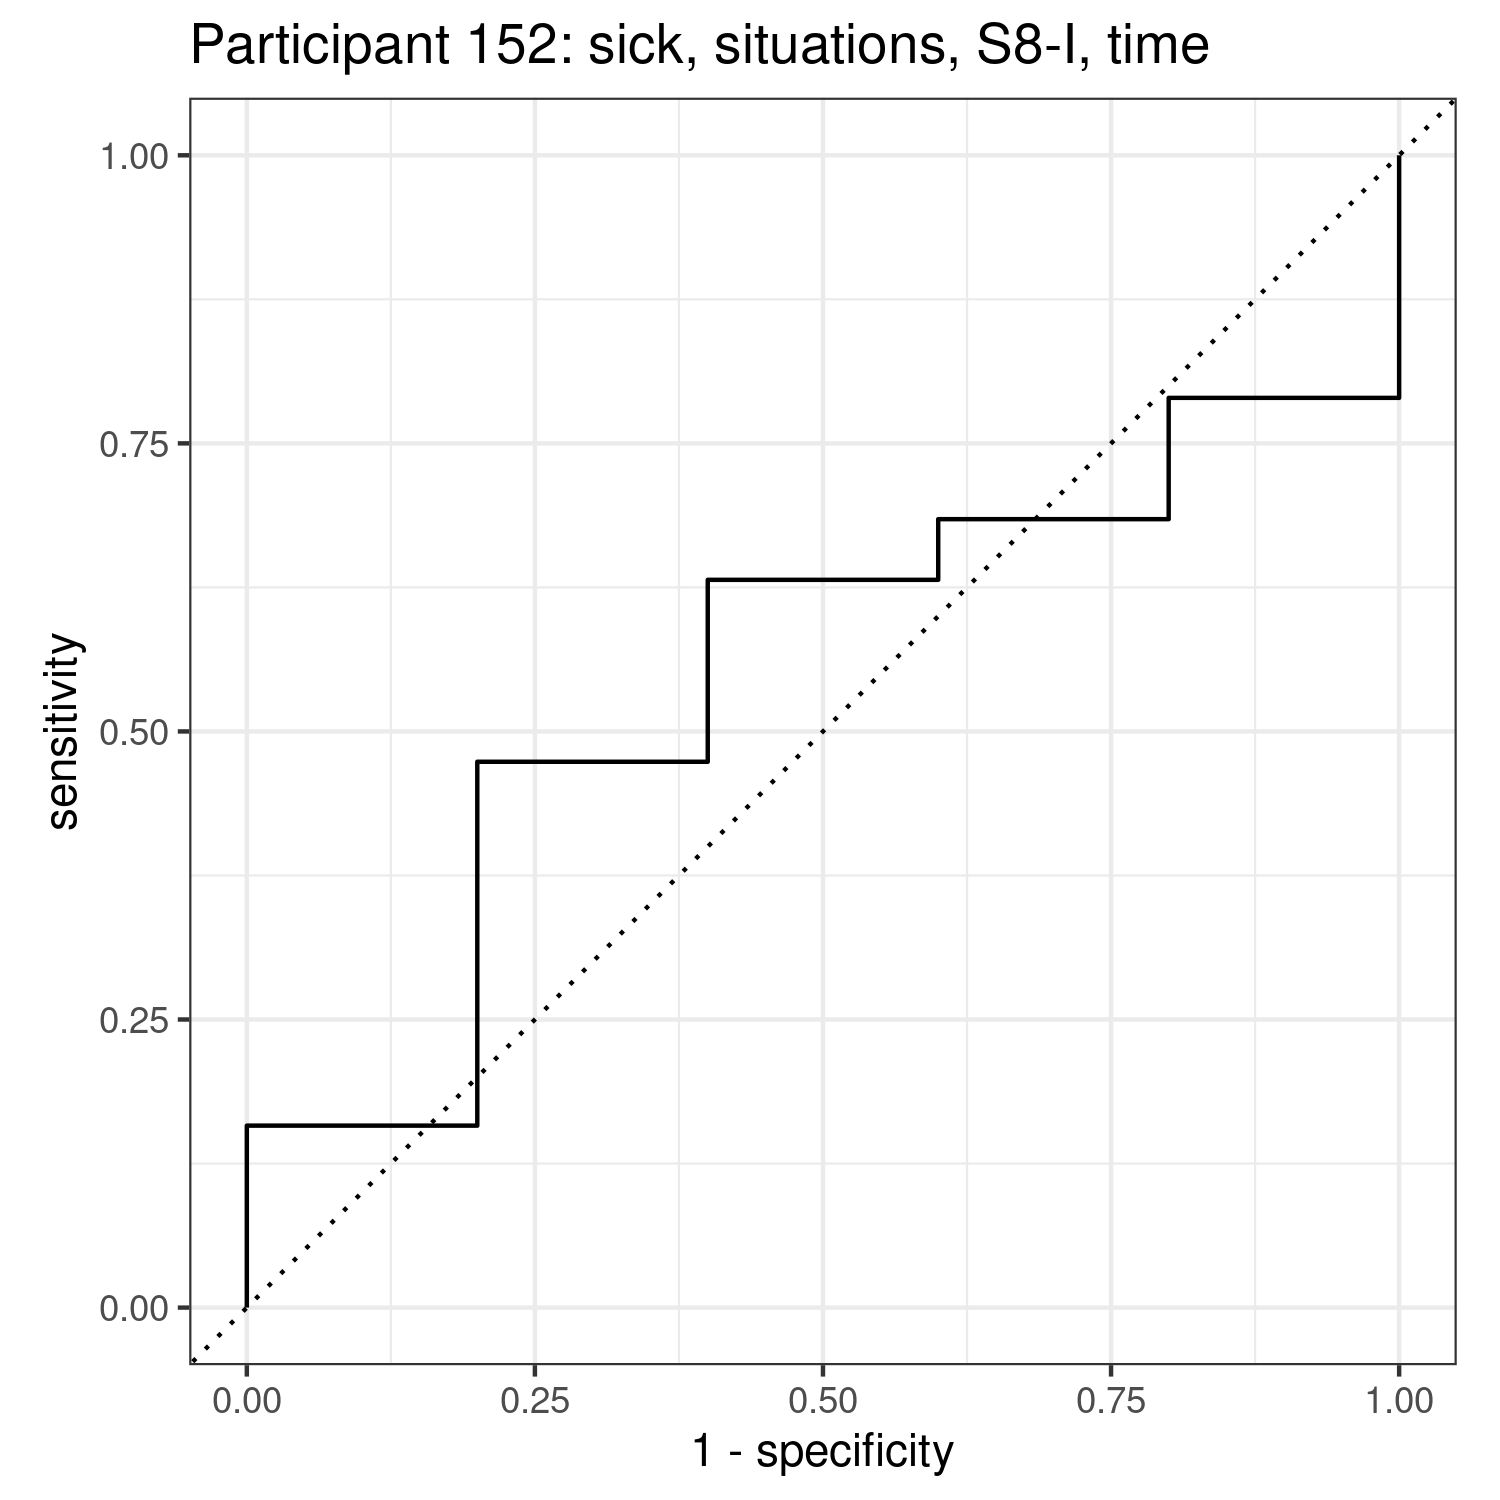 Participant 152: sick, situations, S8-I, time
1.00
0.75
0.50
0.25
0.00
sensitivity
0.00 0.25 0.50 0.75 1.00
1 - specificity